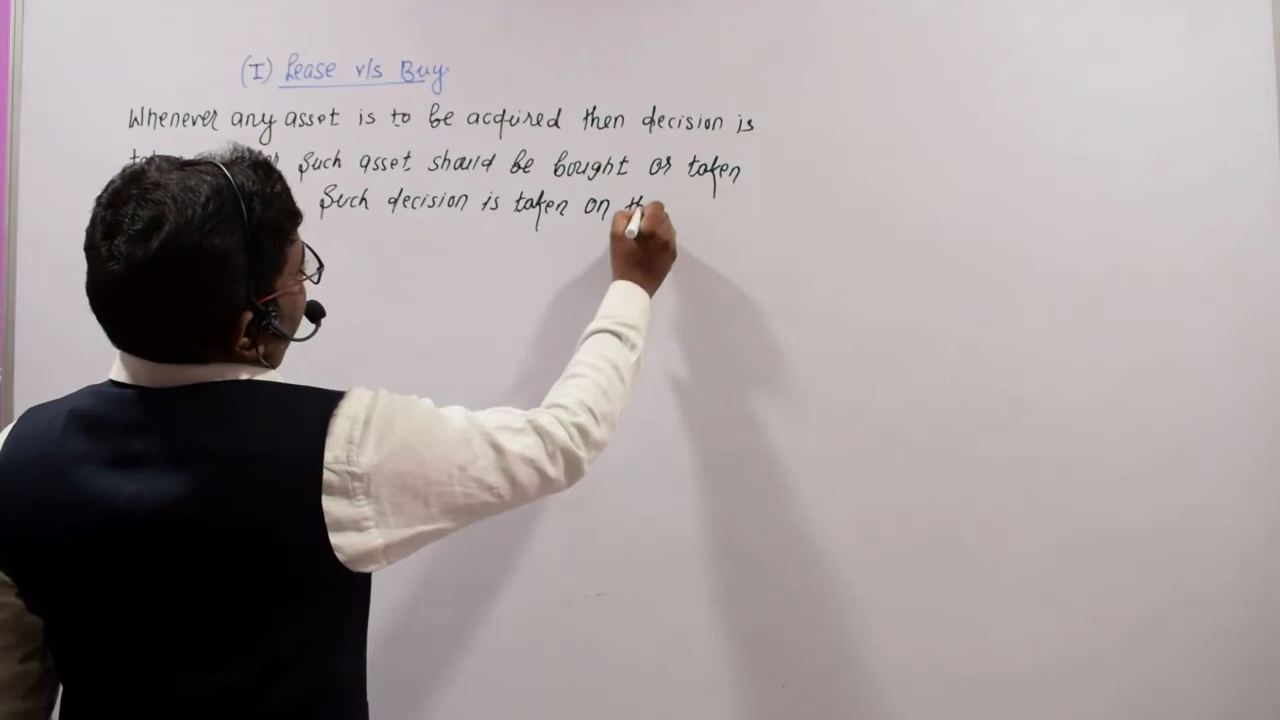 (I) Lease v/s Buy
Whenever any asset is to be acquired then decision is
such asset should be bought or taken
Such decision is taken on